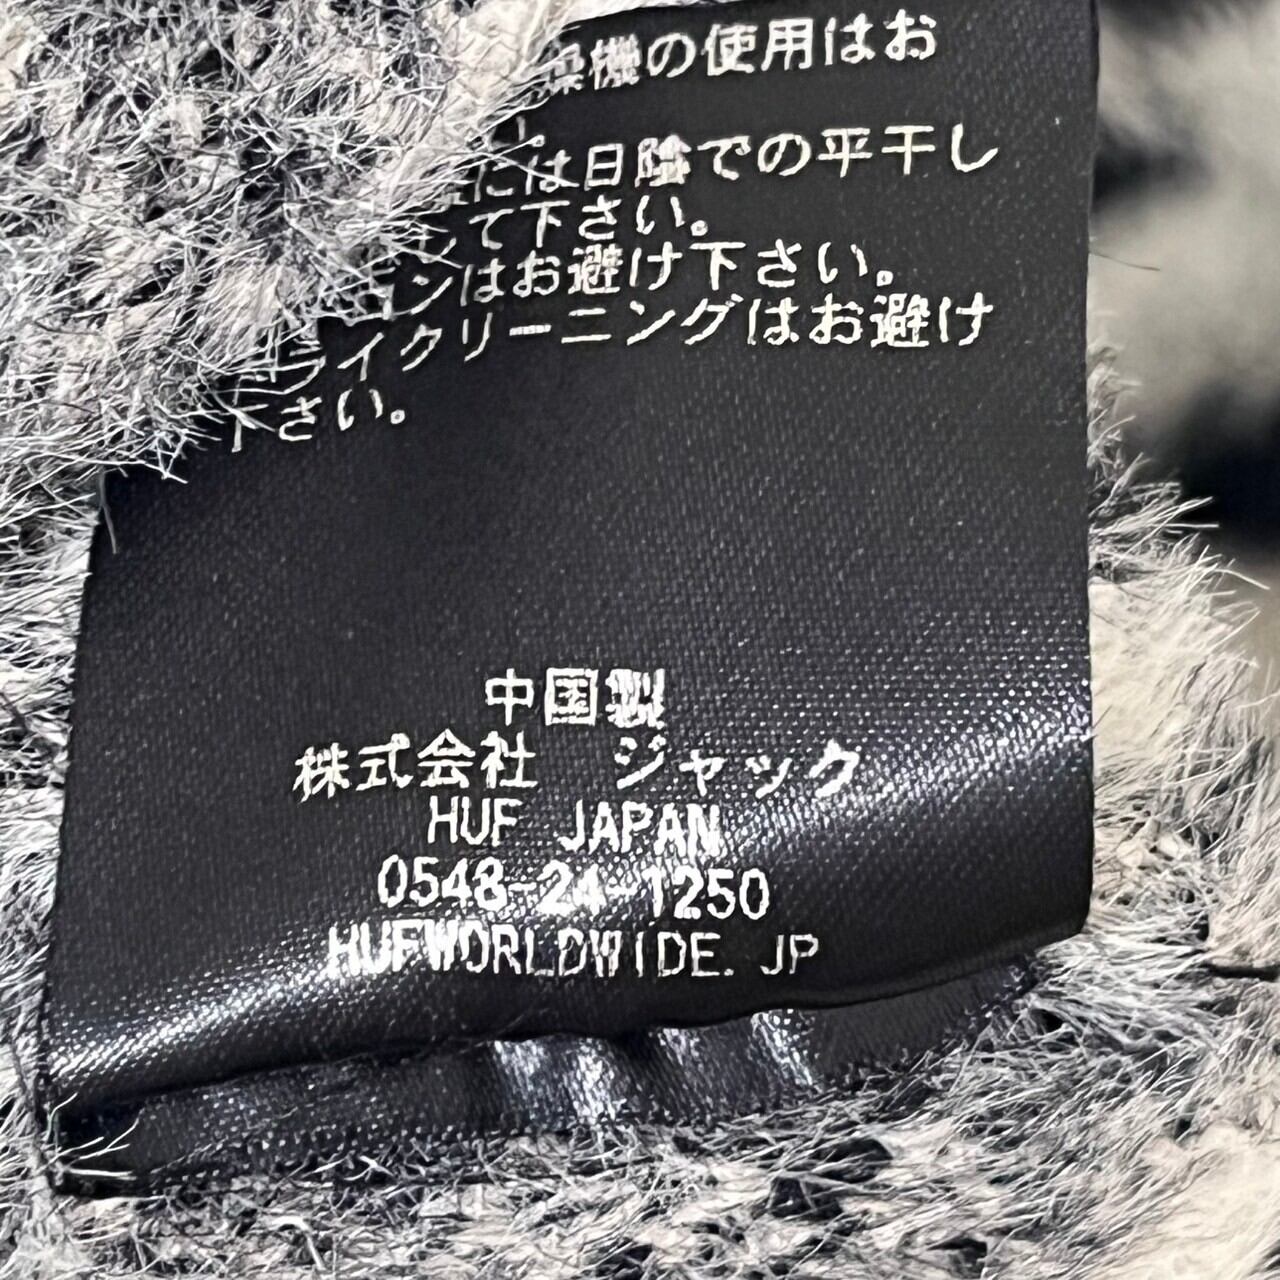 機の使用はお
には日陰での平干し
して下さい。
ンはお避け下さい。
ライクリーニングはお避け
下さい。
中国製
株式会社　ジャック
HUF JAPAN
0548-24-1250
HUFWORLDWIDE.JP